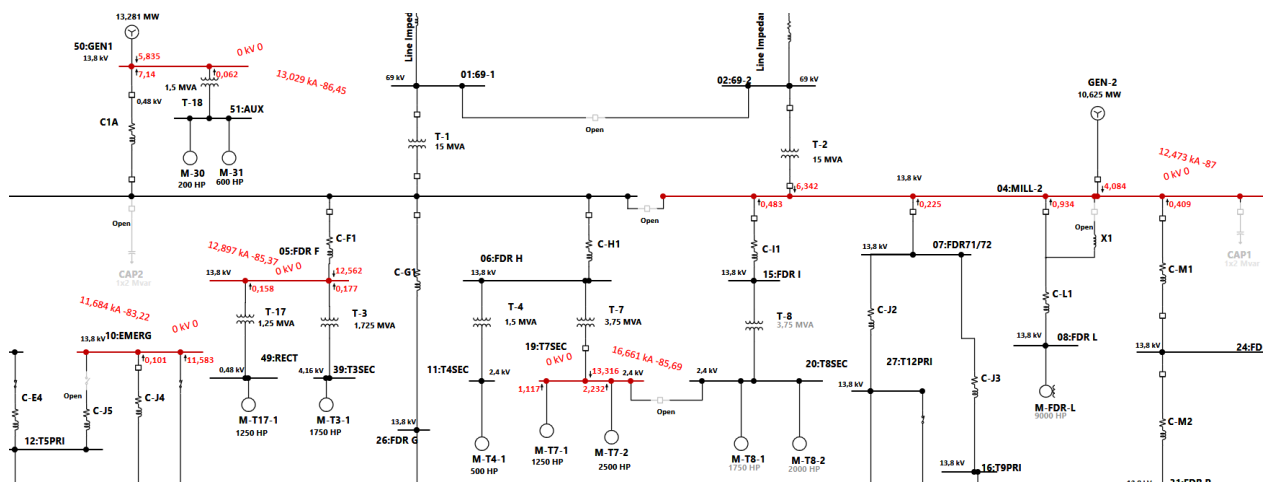 13,281 MW
50:GEN1
13,8 kV
5,835
7,14
0,062
0 kV 0
13,029 kA -86,45
1,5 MVA
0,48 kV
T-18
51:AUX
C1A
M-30
200 HP
M-31
600 HP
Line Impedar
69 kV
01:69-1
Line Impedar
02:69-2
69 kV
Open
T-1
15 MVA
T-2
15 MVA
GEN-2
10,625 MW
12,473 kA -87
0 kV 0
13,8 kV
04:MILL-2
6,342
0,483
0,225
0,934
4,084
0,409
Open
CAP2
1x2 Mvar
Open
Open
X1
Open
CAP1
1x2 Mvar
C-F1
05:FDR F
12,897 kA -85,37
0 kV 0
13,8 kV
12,562
0,158
0,177
T-17
1,25 MVA
T-3
1,725 MVA
49:RECT
0,48 kV
4,16 kV
39:T3SEC
M-T17-1
1250 HP
M-T3-1
1750 HP
C-G1
13,8 kV
26:FDR G
C-H1
06:FDR H
13,8 kV
T-4
1,5 MVA
T-7
3,75 MVA
11:T4SEC
2,4 kV
M-T4-1
500 HP
19:T7SEC
0 kV 0
16,661 kA -85,69
13,316
2,4 kV
1,117
2,232
M-T7-1
1250 HP
M-T7-2
2500 HP
Open
C-I1
13,8 kV
15:FDR I
T-8
3,75 MVA
2,4 kV
20:T8SEC
M-T8-1
1750 HP
M-T8-2
2000 HP
13,8 kV
07:FDR71/72
C-J2
27:T12PRI
13,8 kV
C-J3
13,8 kV
16:T9PRI
C-L1
13,8 kV
08:FDR L
M-FDR-L
9000 HP
C-M1
13,8 kV
24:FD
C-M2
11,684 kA -83,22
0 kV 0
10:EMERG
13,8 kV
0,101
11,583
C-E4
Open
C-J5
C-J4
12:T5PRI